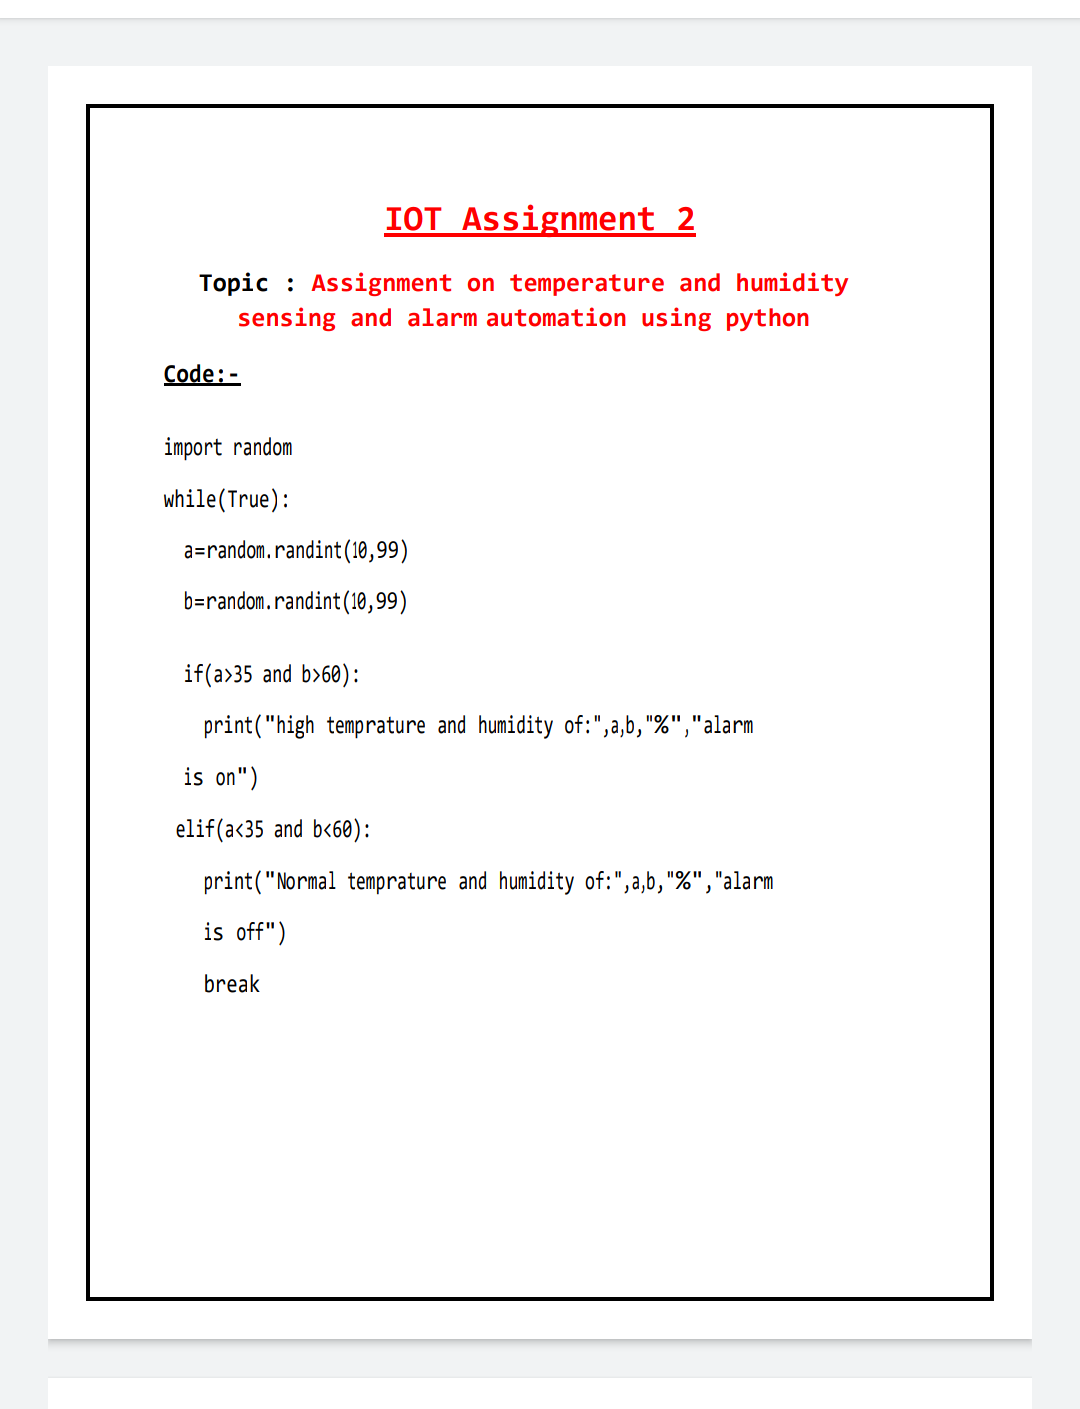 IOT Assignment 2
Topic : Assignment on temperature and humidity
sensing and alarm automation using python
Code:-
import random
while(True):
a=random.randint(10,99)
b=random.randint(10,99)
if(a>35 and b>60):
print("high temprature and humidity of:",a,b,"%","alarm
is on")
elif(a<35 and b<60):
print("Normal temprature and humidity of:",a,b,"%","alarm
is off")
break